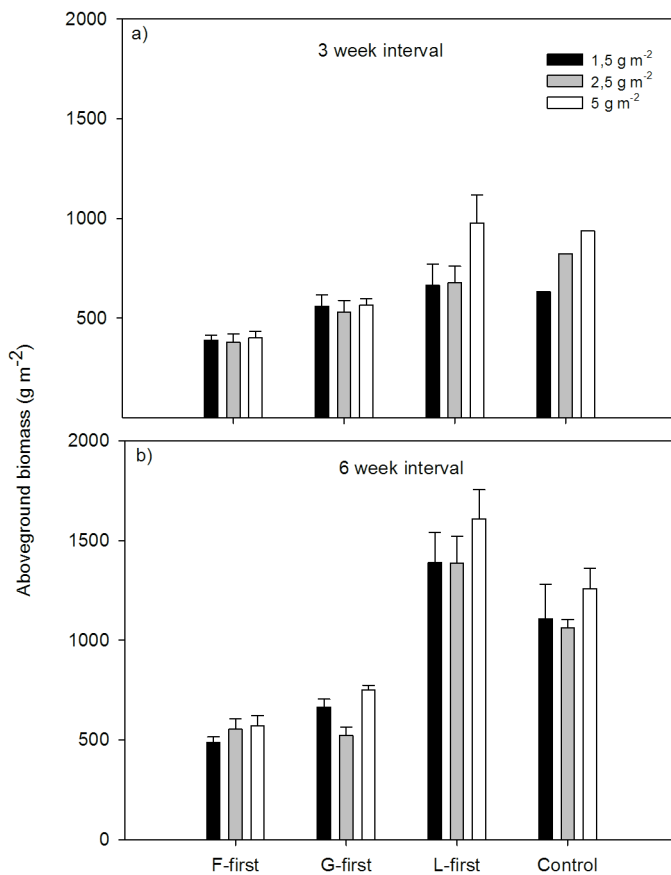 2000
a)
3 week interval
1,5 g m-2
2,5 g m-2
5 g m-2
1500
1000
500
Aboveground biomass (g m-2)
2000
b)
6 week interval
1500
1000
500
0
F-first G-first L-first Control